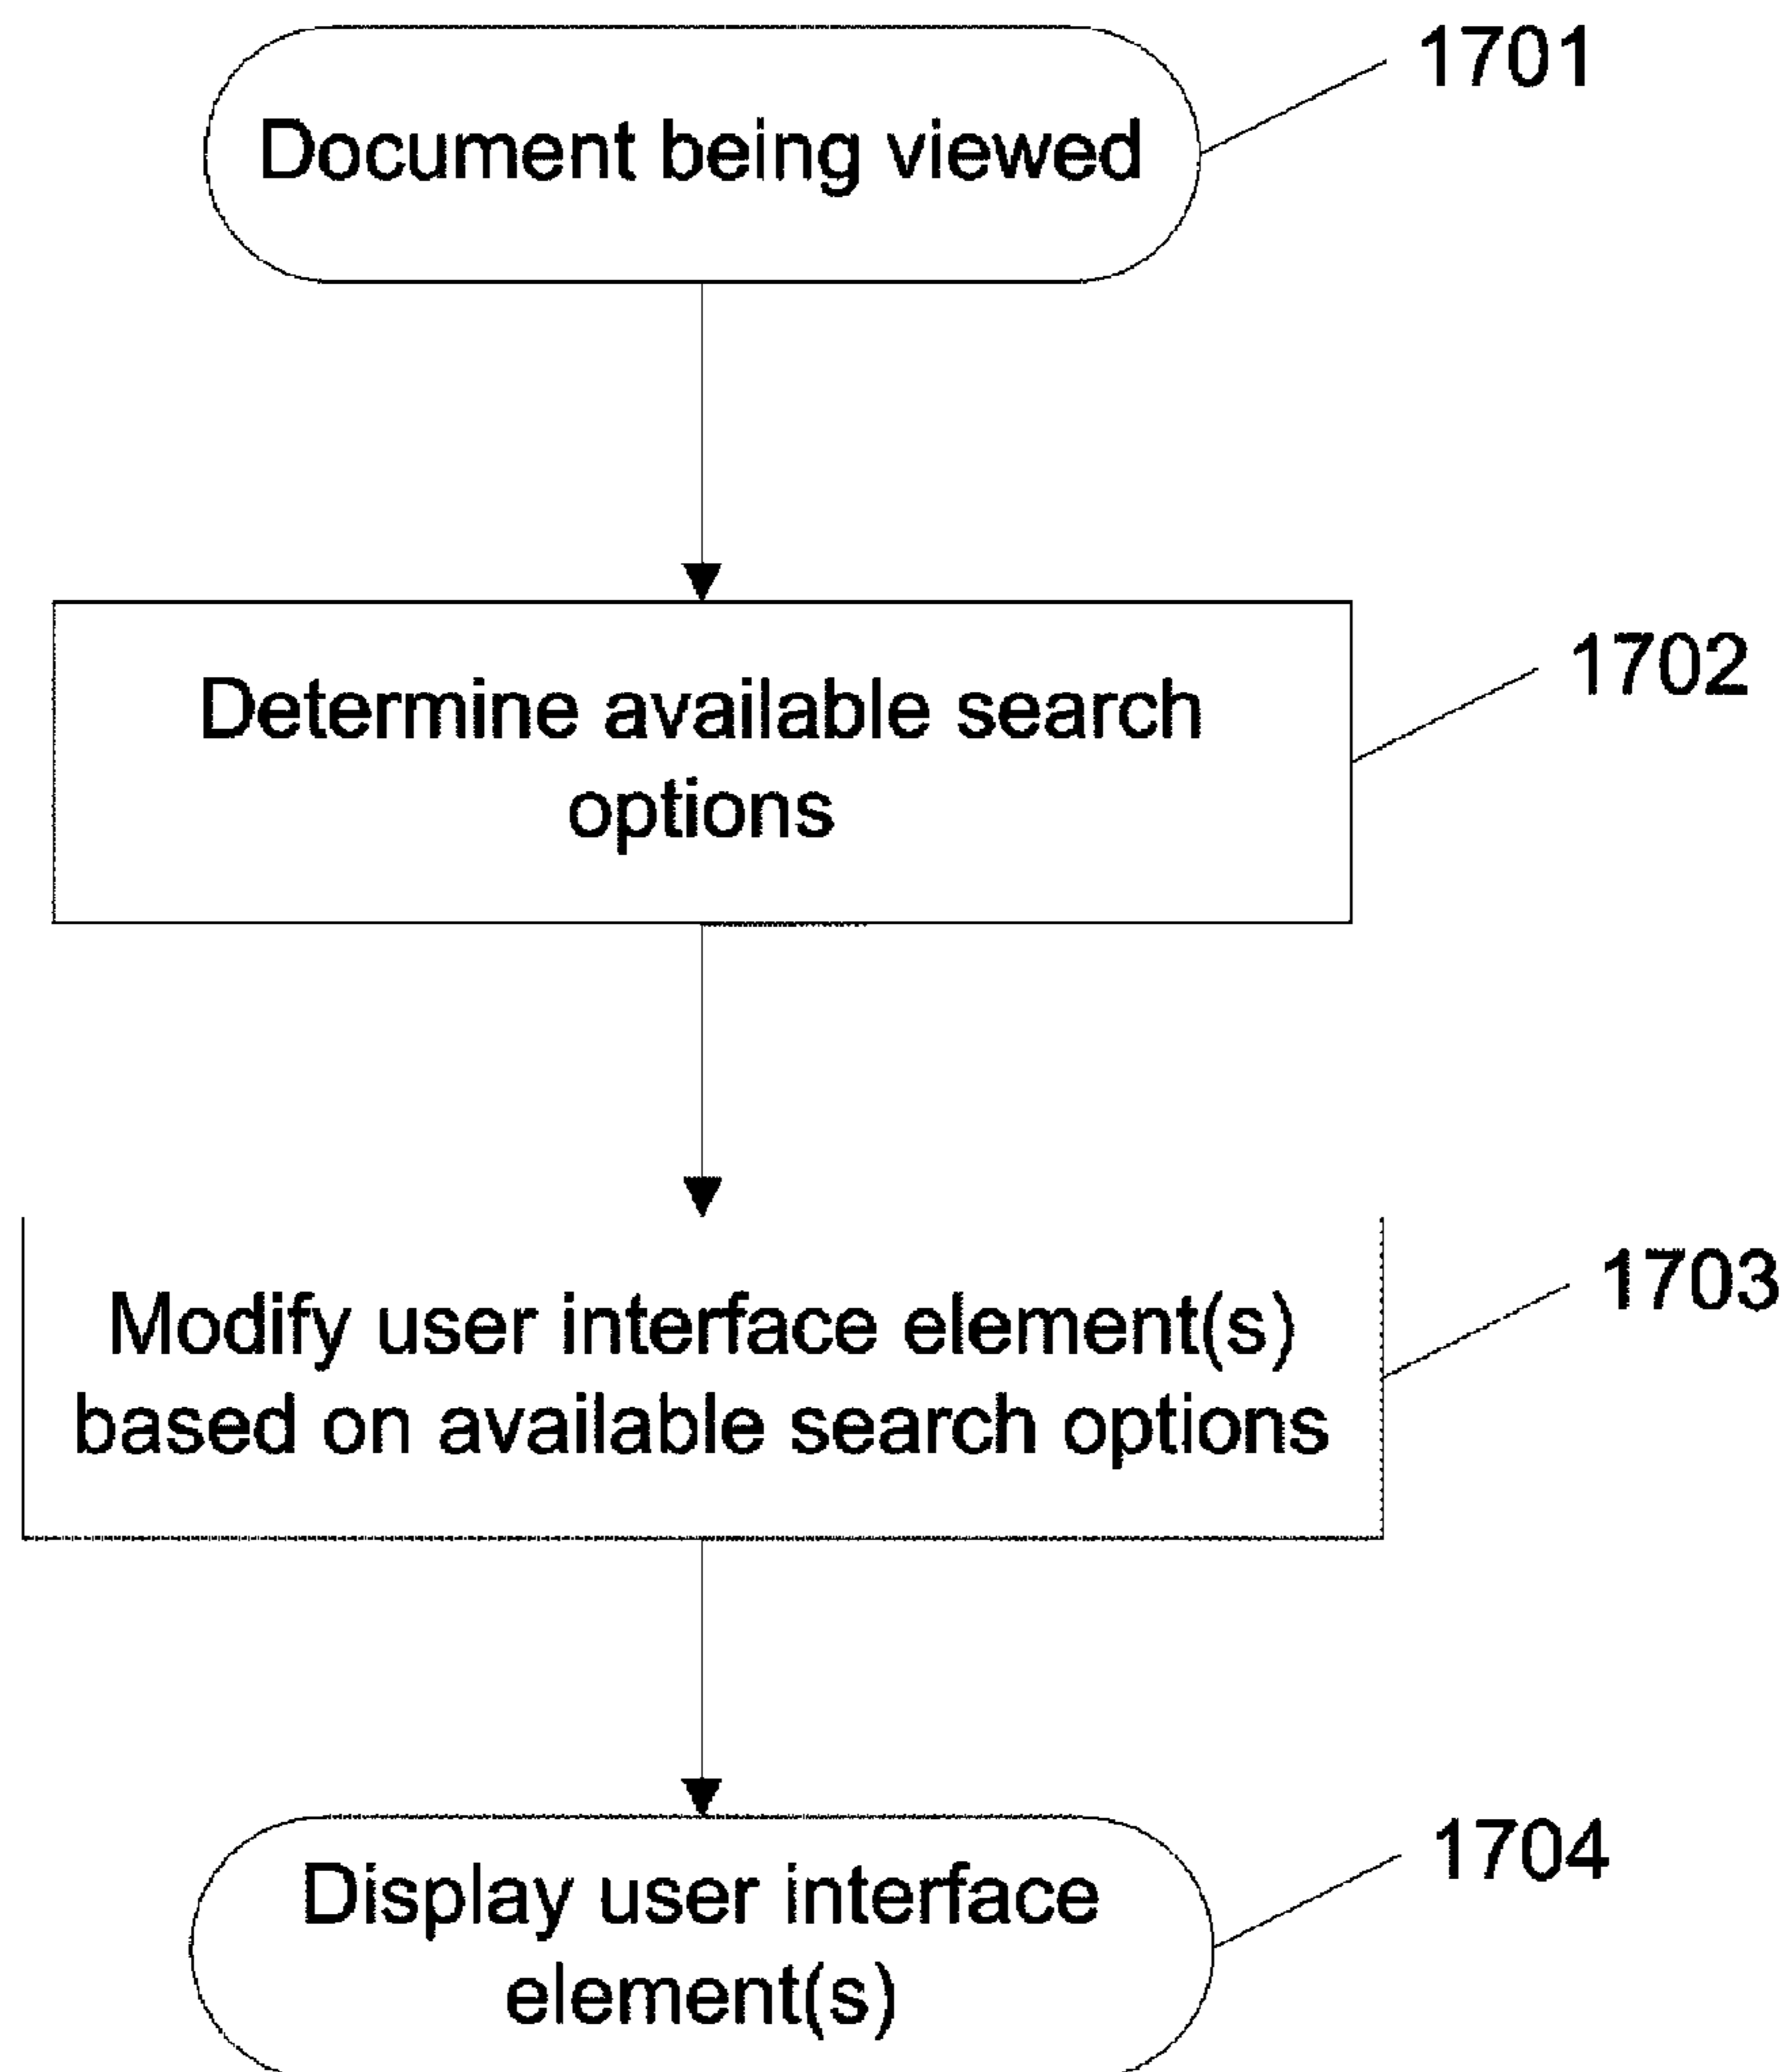 Document being viewed
1701
Determine available search
options
1702
Modify user interface element(s)
based on available search options
1703
Display user interface
element(s)
1704